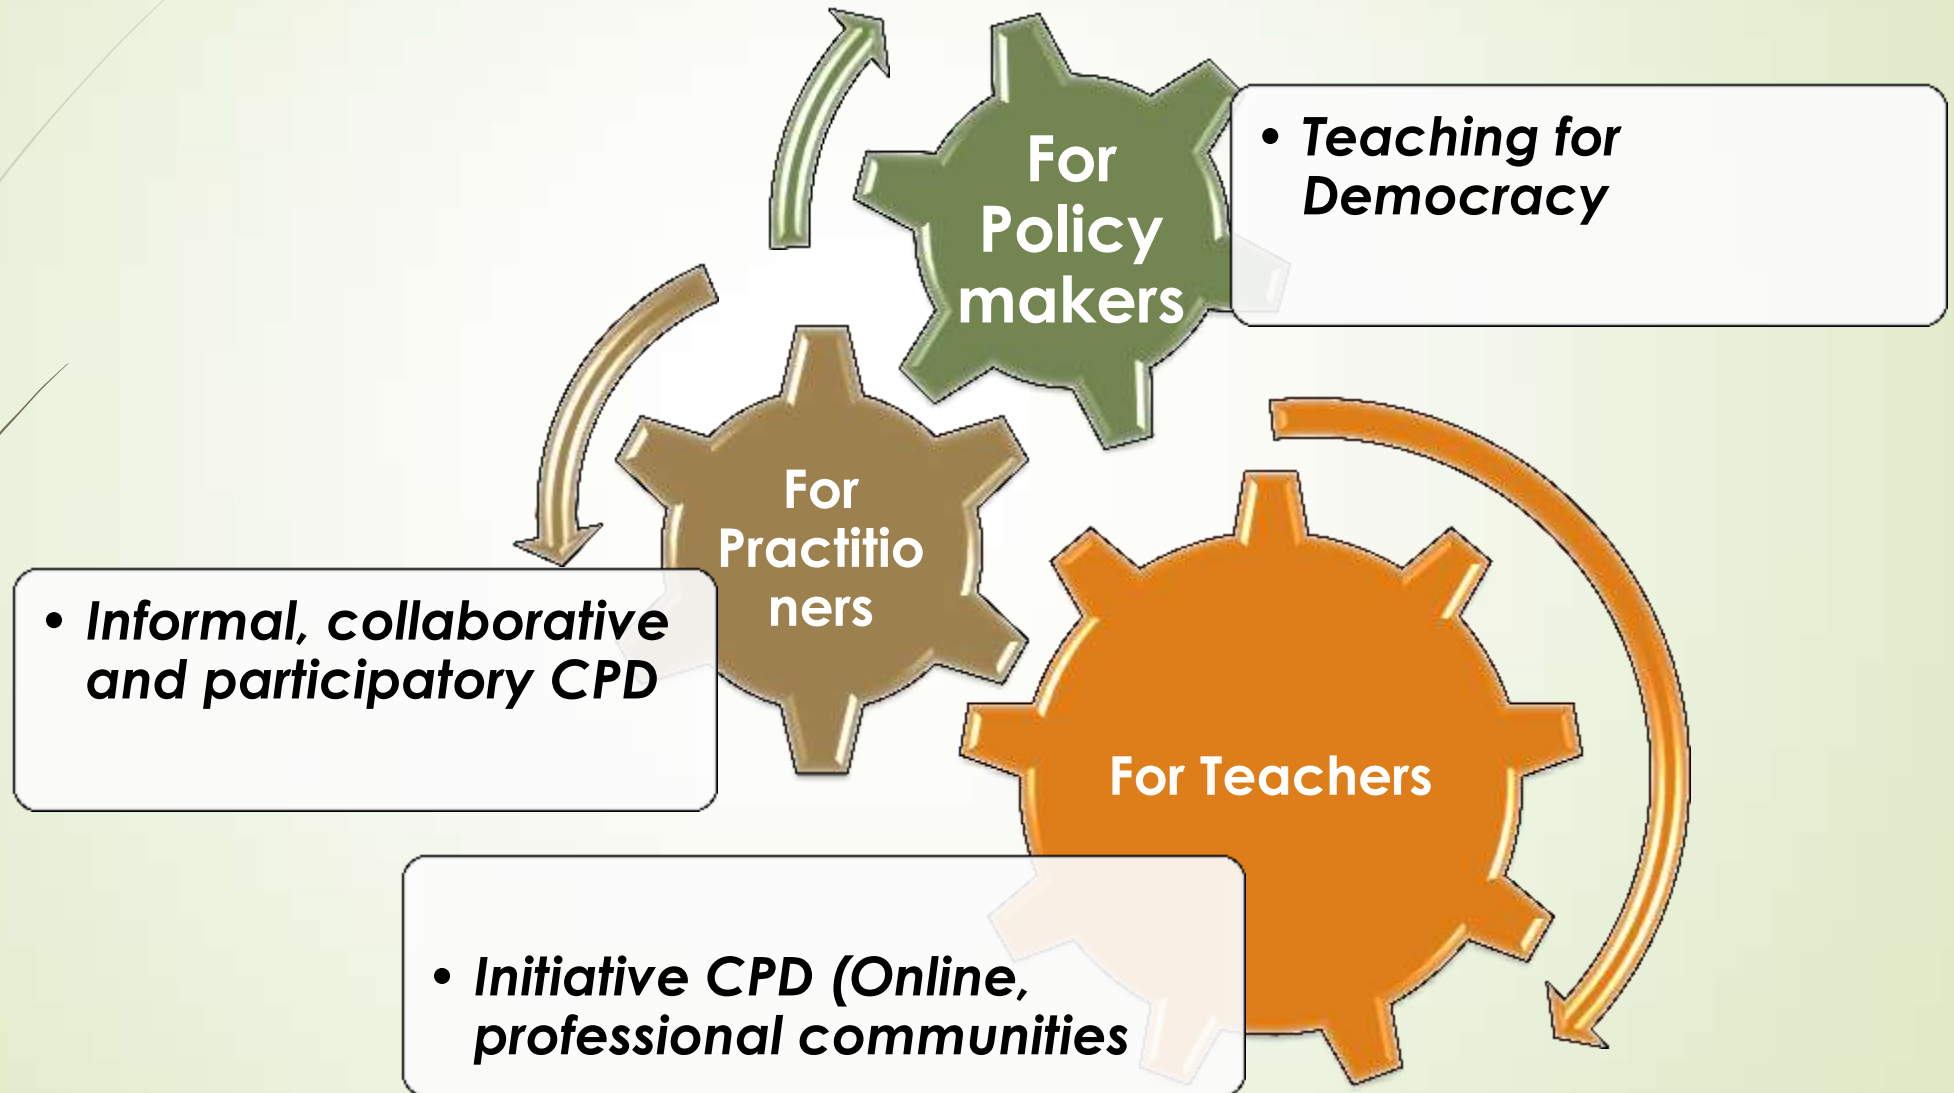 For
Policy
makers
• Teaching for
Democracy
For
Practitio
ners
• Informal, collaborative
and participatory CPD
For Teachers
• Initiative CPD (Online,
professional communities